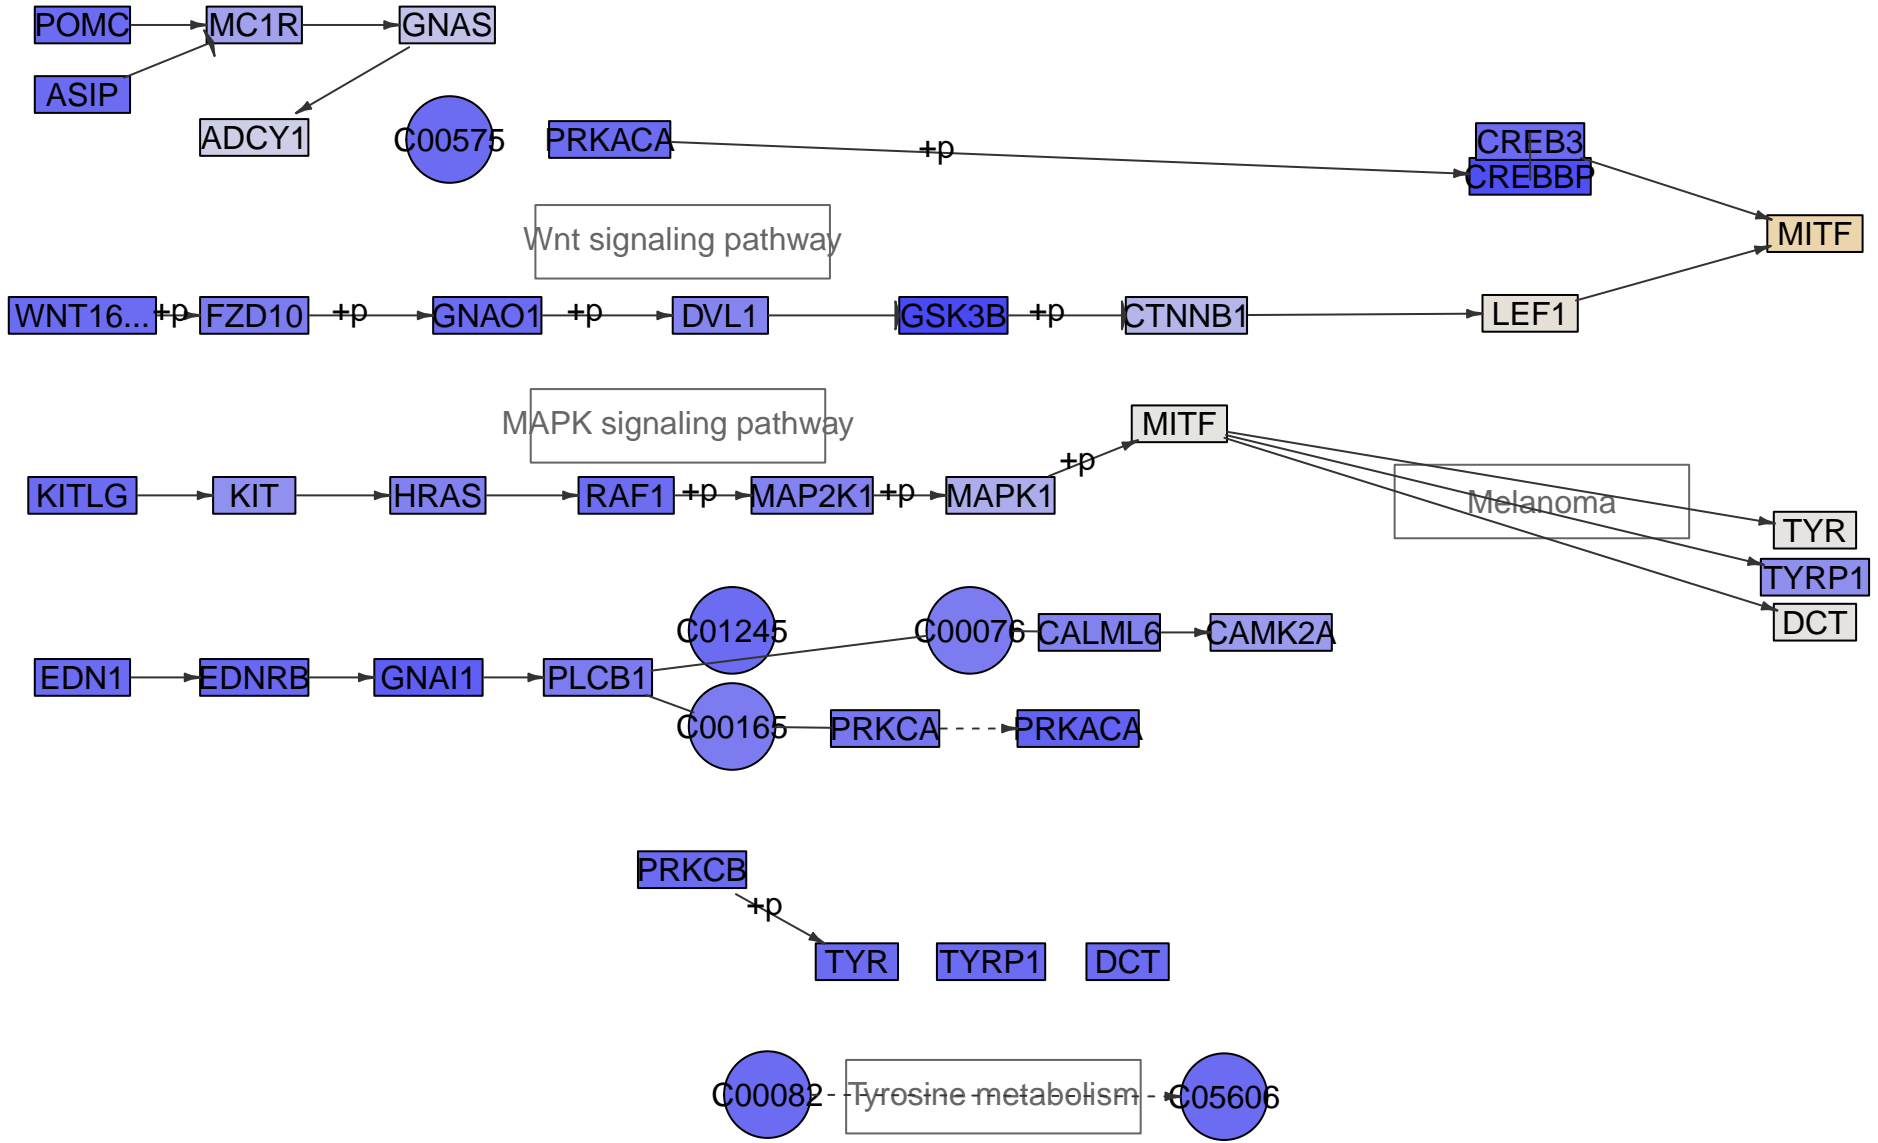 POMC
MC1R
GNAS
ASIP
ADCY1
C00575
PRKACA
+p
CREB3
CREBBP
Wnt signaling pathway
MITF
WNT16...
+p
FZD10
+p
GNAO1
+p
DVL1
GSK3B
+p
CTNNB1
LEF1
MAPK signaling pathway
MITF
+p
KITLG
KIT
HRAS
RAF1
+p
MAP2K1
+p
MAPK1
Melanoma
TYR
TYRP1
DCT
C01245
C00076
CALML6
CAMK2A
EDN1
EDNRB
GNAI1
PLCB1
C00165
PRKCA
PRKACA
PRKCB
+p
TYR
TYRP1
DCT
C00082
Tyrosine metabolism
C05606